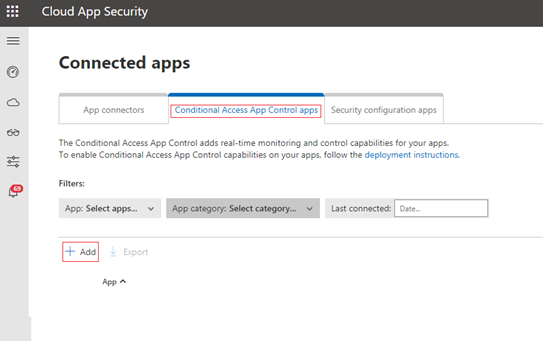 Cloud App Security
Connected apps
App connectors
Conditional Access App Control apps
Security configuration apps
The Conditional Access App Control adds real-time monitoring and control capabilities for your apps.
To enable Conditional Access App Control capabilities on your apps, follow the deployment instructions.
Filters:
App: Select apps...
App category: Select category...
Last connected:
Date...
69
+ Add
Export
App